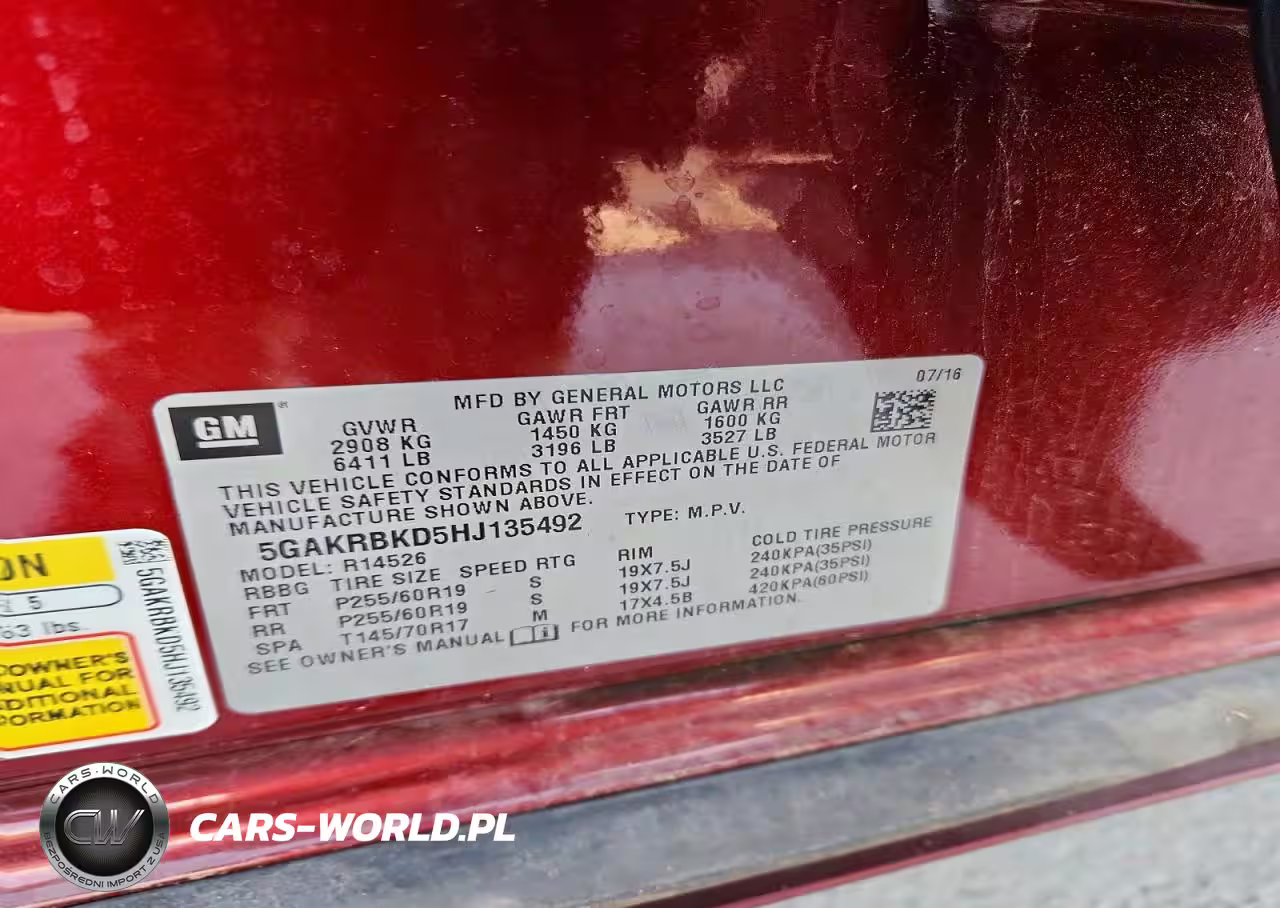 07/16
GM
MFD BY GENERAL MOTORS LLC
GVWR GAWR FRT GAWR RR
2908 KG 1450 KG 1600 KG
6411 LB 3196 LB 3527 LB
THIS VEHICLE CONFORMS TO ALL APPLICABLE U.S. FEDERAL MOTOR
VEHICLE SAFETY STANDARDS IN EFFECT ON THE DATE OF
MANUFACTURE SHOWN ABOVE.
5GAKRBKD5HJ135492 TYPE: M.P.V.
MODEL: R14526
RBBG TIRE SIZE SPEED RTG RIM COLD TIRE PRESSURE
FRT P255/60R19 S 19X7.5J 240KPA(35PSI)
RR P255/60R19 S 19X7.5J 240KPA(35PSI)
SPA T145/70R17 M 17X4.5B 420KPA(60PSI)
SEE OWNER'S MANUAL FOR MORE INFORMATION.
ON
5
63 lbs.
OWNER'S
NUAL FOR
DITIONAL
ORMATION
5GAKRBKD5HJ135492
CARS-WORLD
CW
BEZPOŚREDNI IMPORT Z USA
CARS-WORLD.PL